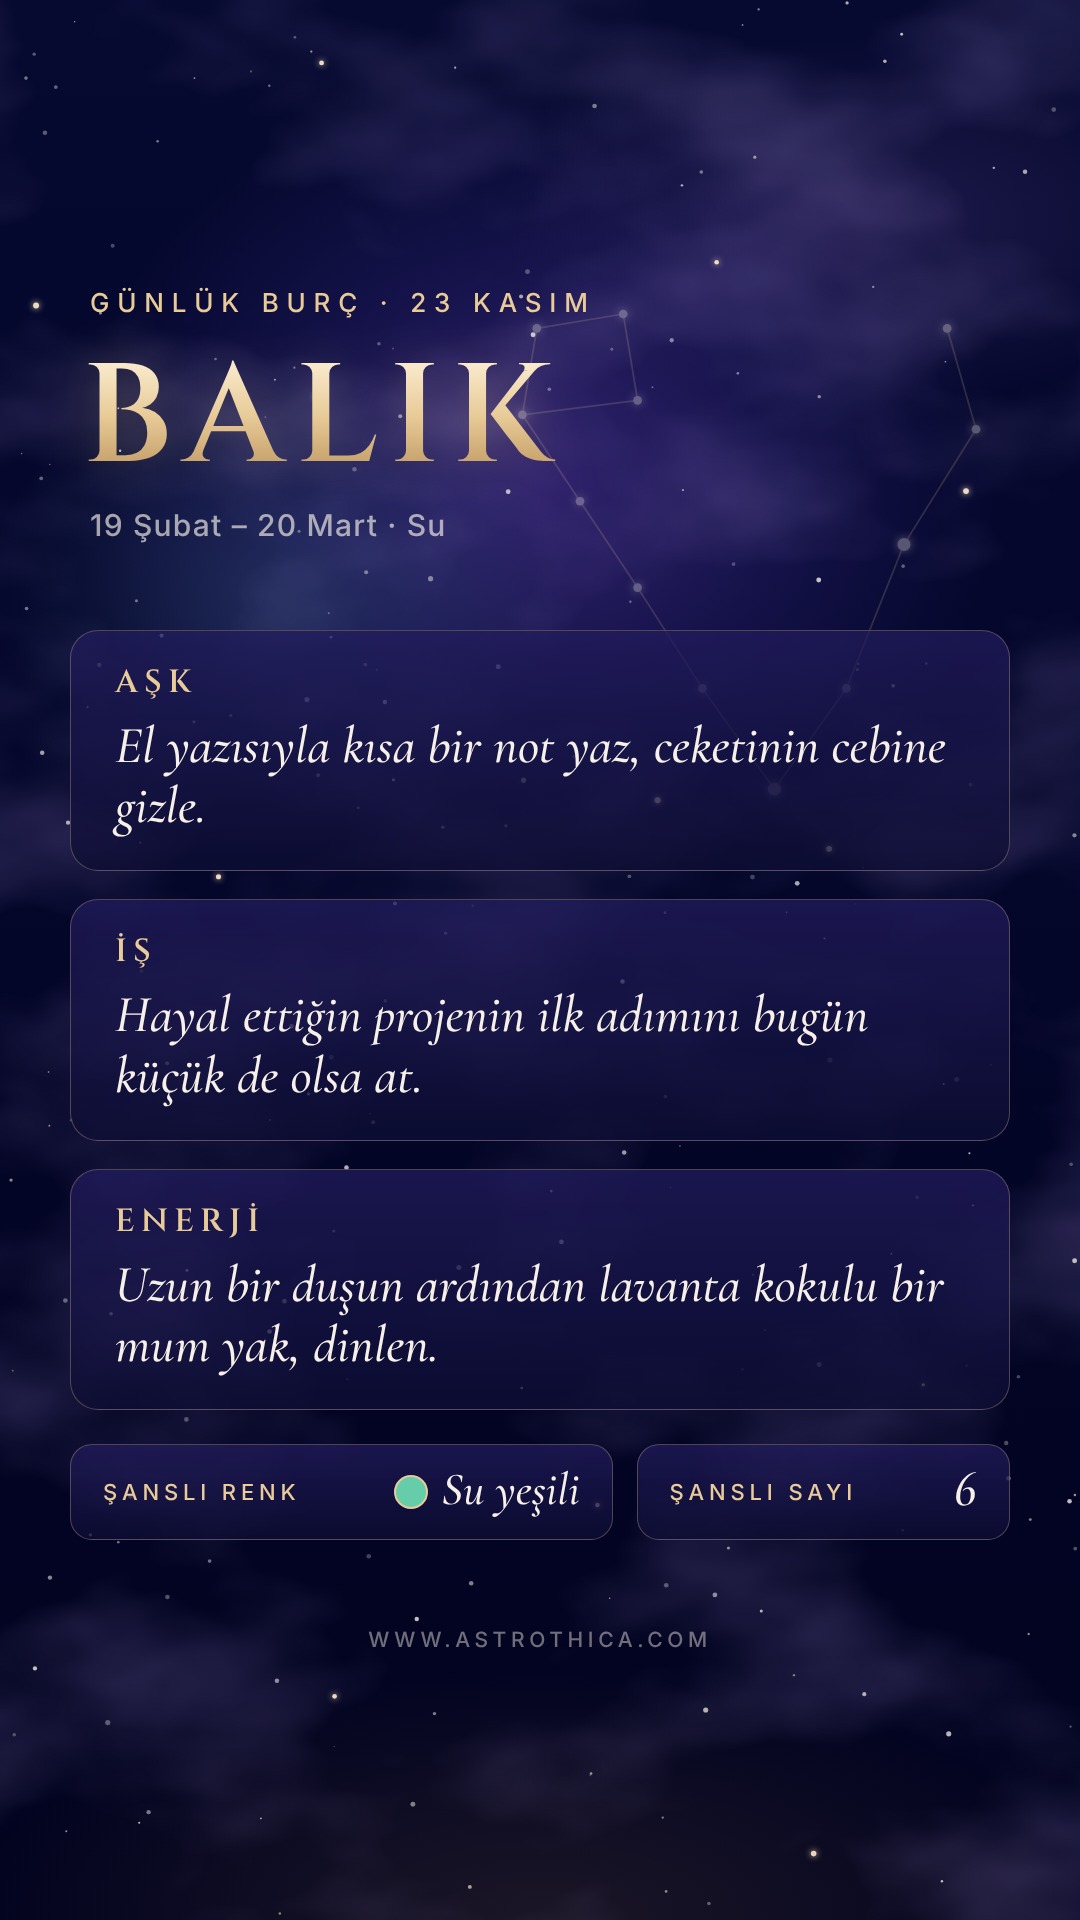 GÜNLÜK BURÇ · 23 KASIM
BALIK
19 Şubat – 20 Mart · Su
AŞK
El yazısıyla kısa bir not yaz, ceketinin cebine
gizle.
İŞ
Hayal ettiğin projenin ilk adımını bugün
küçük de olsa at.
ENERJİ
Uzun bir duşun ardından lavanta kokulu bir
mum yak, dinlen.
ŞANSLI RENK Su yeşili
ŞANSLI SAYI 6
WWW.ASTROTHICA.COM